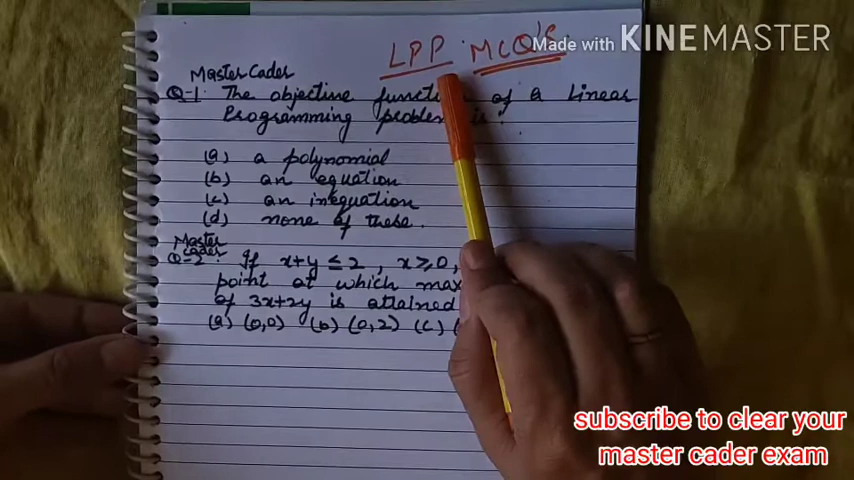 Made with KINEMASTER
LPP MCQ's
Master Cader
Q-1 The objective function of a Linear
Programming problem is:
(a) a polynomial
(b) an equation
(c) an inequation
(d) none of these.
Master
cader
Q-2 If x+y ≤ 2, x ≥, 0,
point at which
of 3x+2y is attained
(a) (0,0) (b) (0,2) (c)
subscribe to clear your
master cader exam